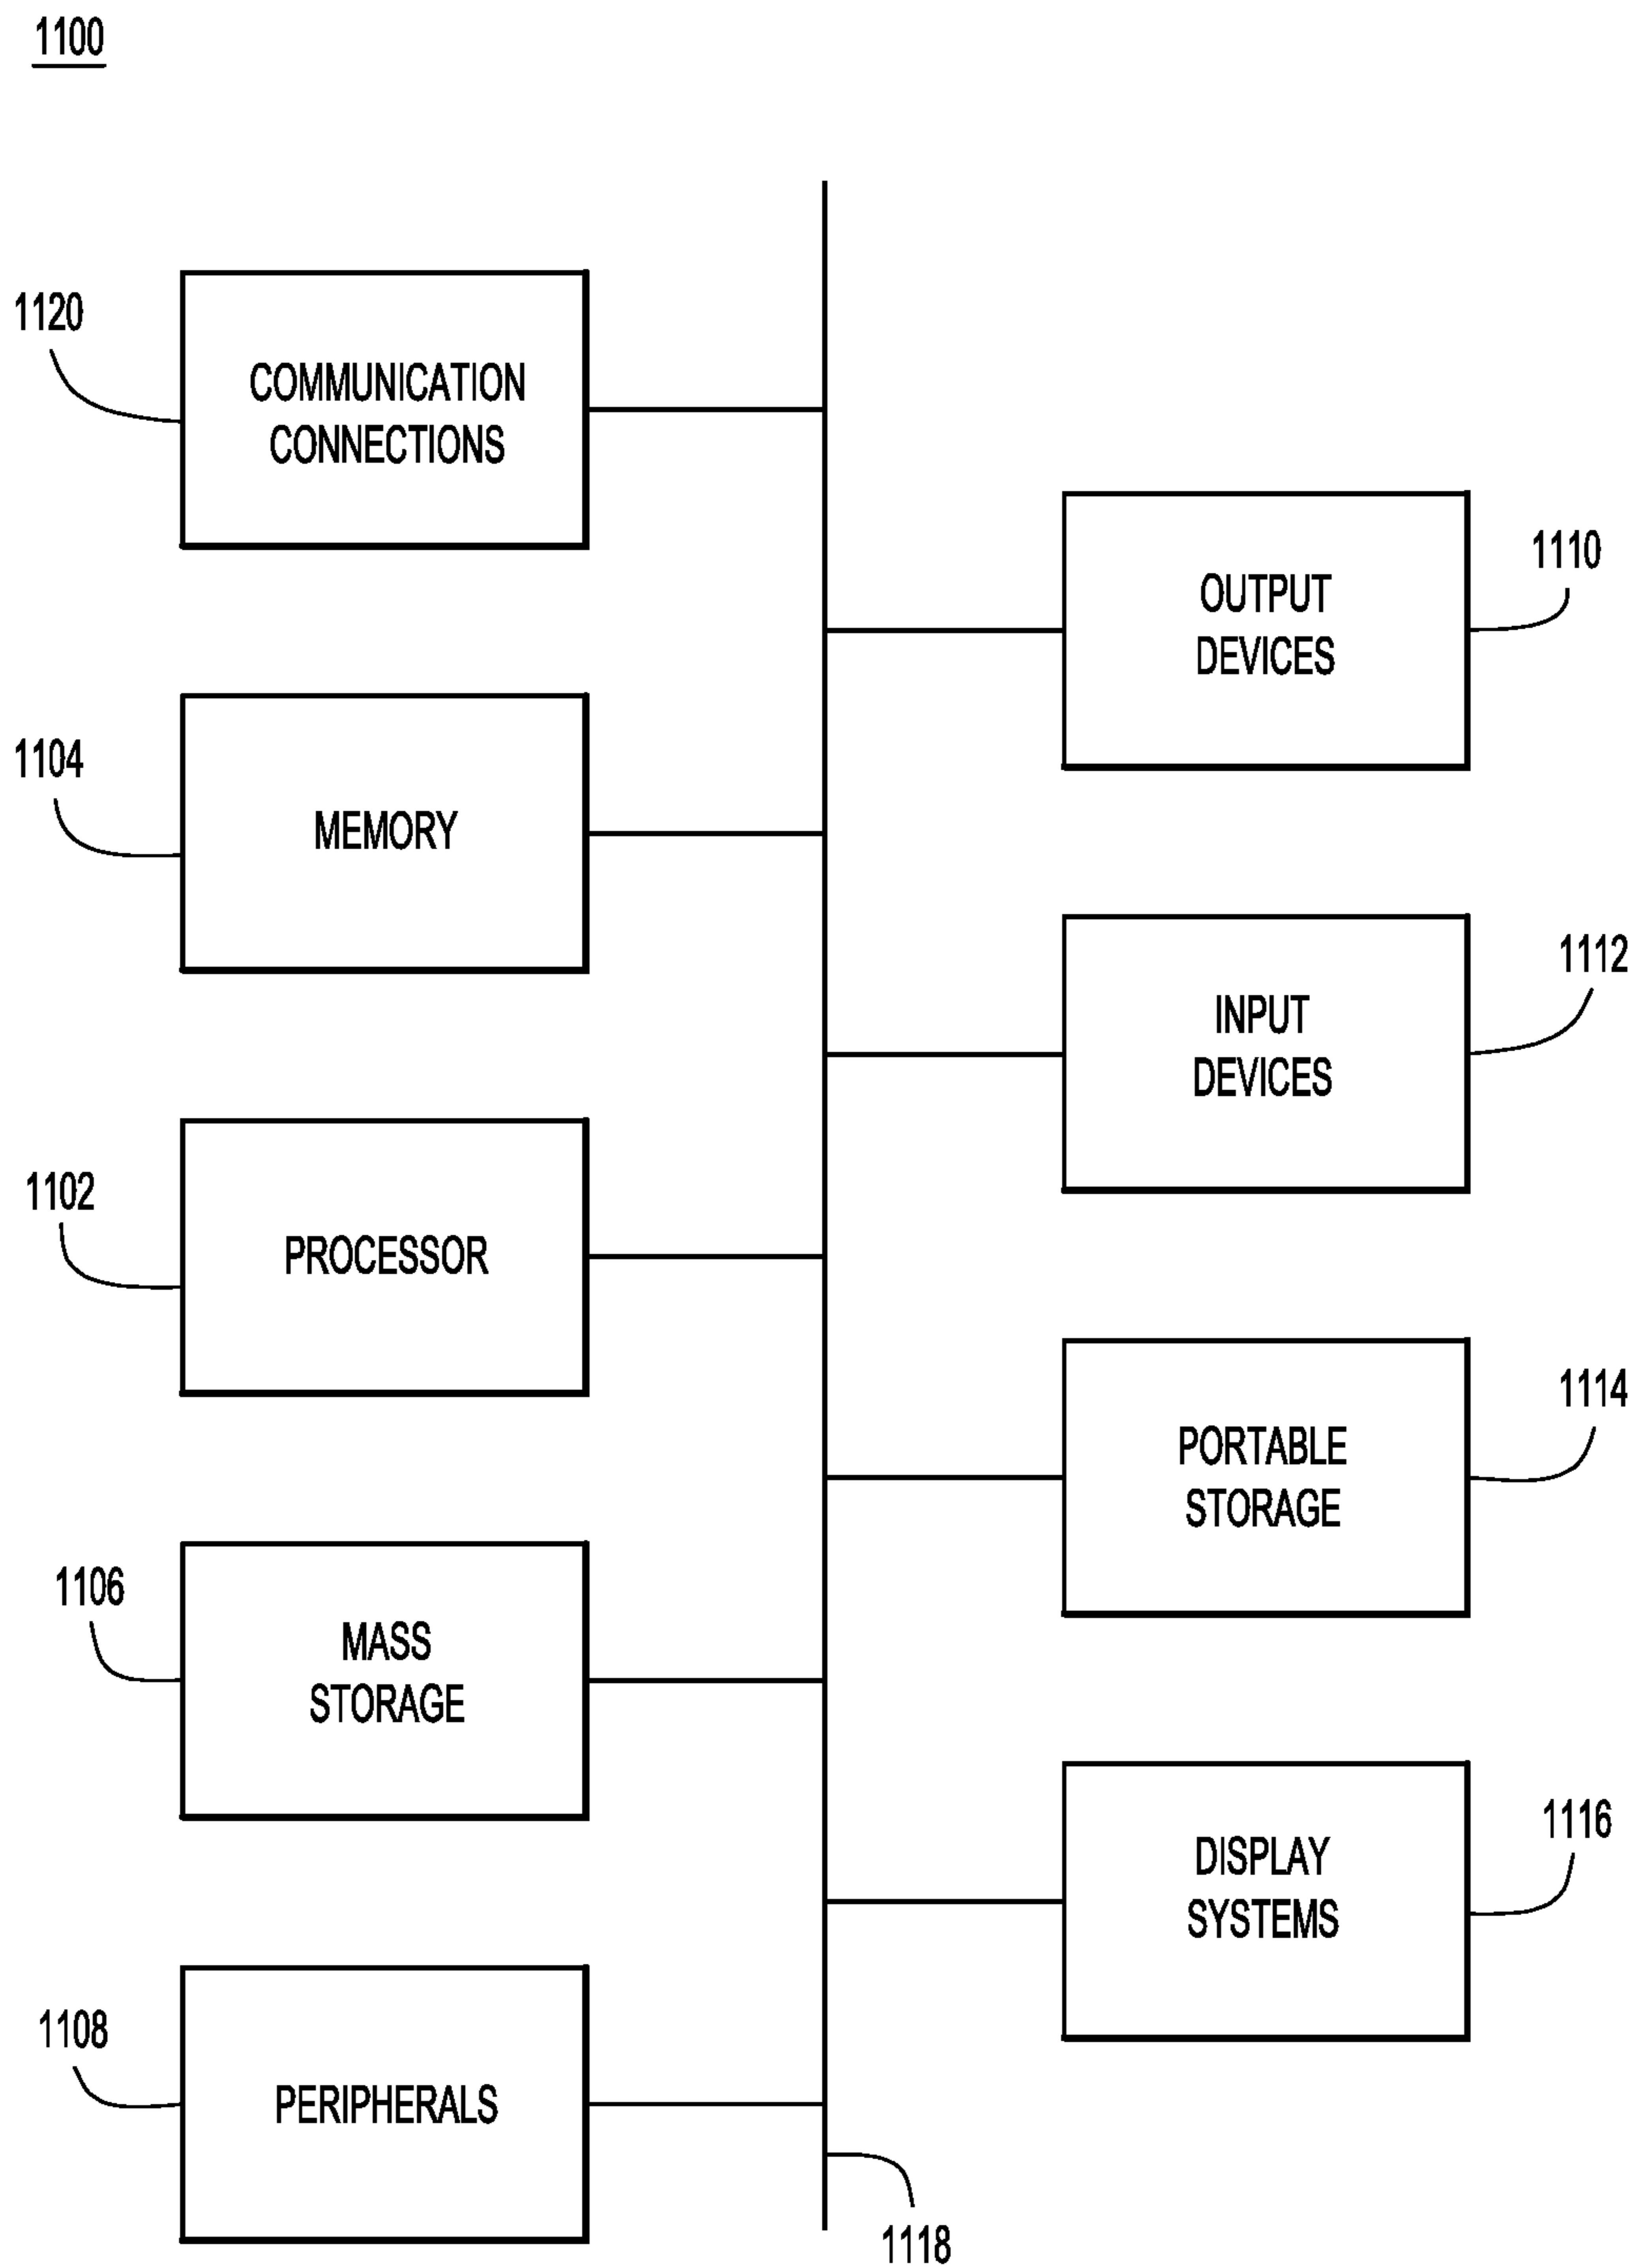 1100
1120
COMMUNICATION
CONNECTIONS
OUTPUT
DEVICES
1110
1104
MEMORY
INPUT
DEVICES
1112
1102
PROCESSOR
PORTABLE
STORAGE
1114
1106
MASS
STORAGE
DISPLAY
SYSTEMS
1116
1108
PERIPHERALS
1118